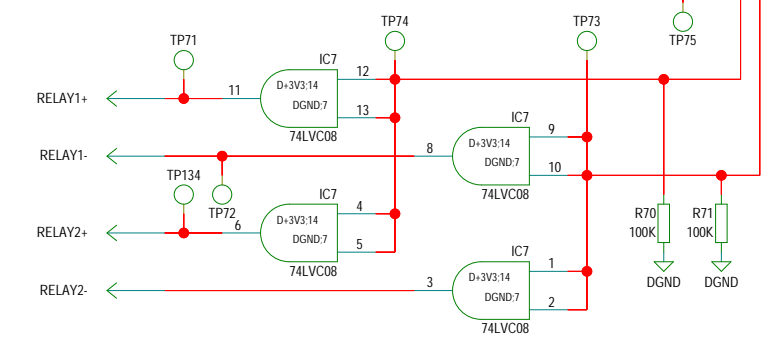 TP74
TP73
TP71
TP75
IC7
12
D+3V3;14
11
RELAY1+
DGND:7
13
74LVC08
IC7
9
D+3V3;14
8
RELAY1-
DGND;7
10
74LVC08
TP134
IC7
TP72
4
D+3V3;14
6
RELAY2+
DGND:7
5
74LVC08
R70
100K
R71
100K
IC7
1
D+3V3;14
3
RELAY2-
DGND:7
2
74LVC08
DGND
DGND